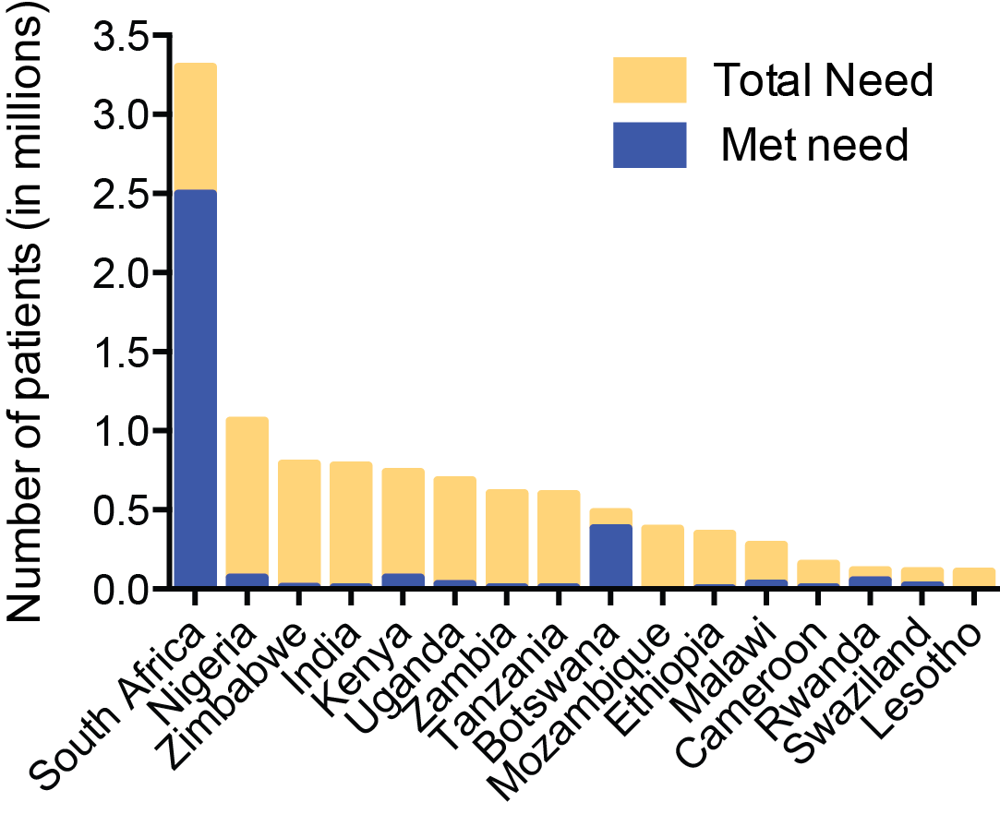 Number of patients (in millions)
3.5
3.0
2.5
2.0
1.5
1.0
0.5
0.0
Total Need
Met need
South Africa
Nigeria
Zimbabwe
India
Kenya
Uganda
Zambia
Tanzania
Botswana
Mozambique
Ethiopia
Malawi
Cameroon
Rwanda
Swaziland
Lesotho